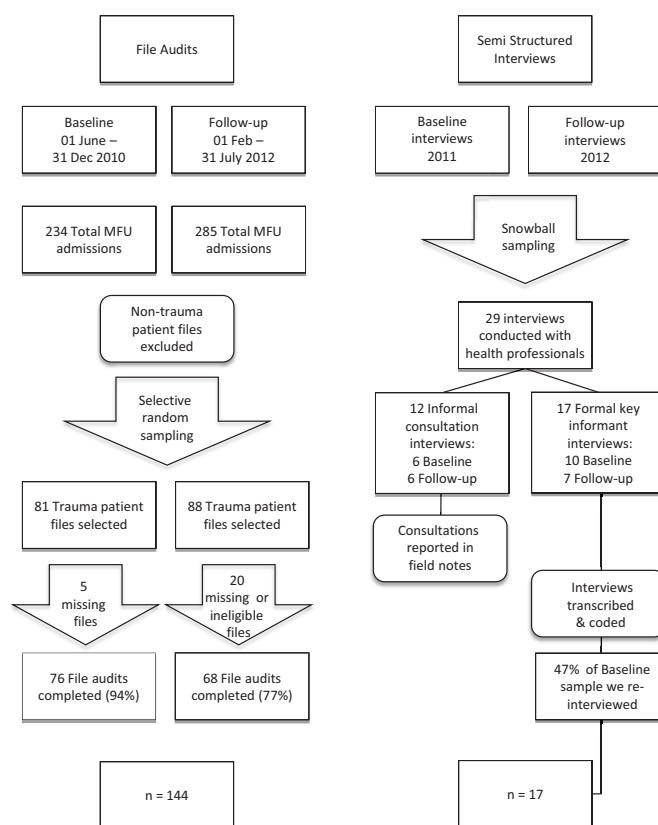 File Audits
Baseline
01 June –
31 Dec 2010
Follow-up
01 Feb –
31 July 2012
234 Total MFU
admissions
285 Total MFU
admissions
Non-trauma
patient files
excluded
Selective
random
sampling
81 Trauma patient
files selected
88 Trauma patient
files selected
5
missing
files
20
missing or
ineligible
files
76 File audits
completed (94%)
68 File audits
completed (77%)
n = 144
Semi Structured
Interviews
Baseline
interviews
2011
Follow-up
interviews
2012
Snowball
sampling
29 interviews
conducted with
health professionals
12 Informal
consultation
interviews:
6 Baseline
6 Follow-up
17 Formal key
informant
interviews:
10 Baseline
7 Follow-up
Consultations
reported in
field notes
Interviews
transcribed
& coded
47% of Baseline
sample we re-
interviewed
n = 17